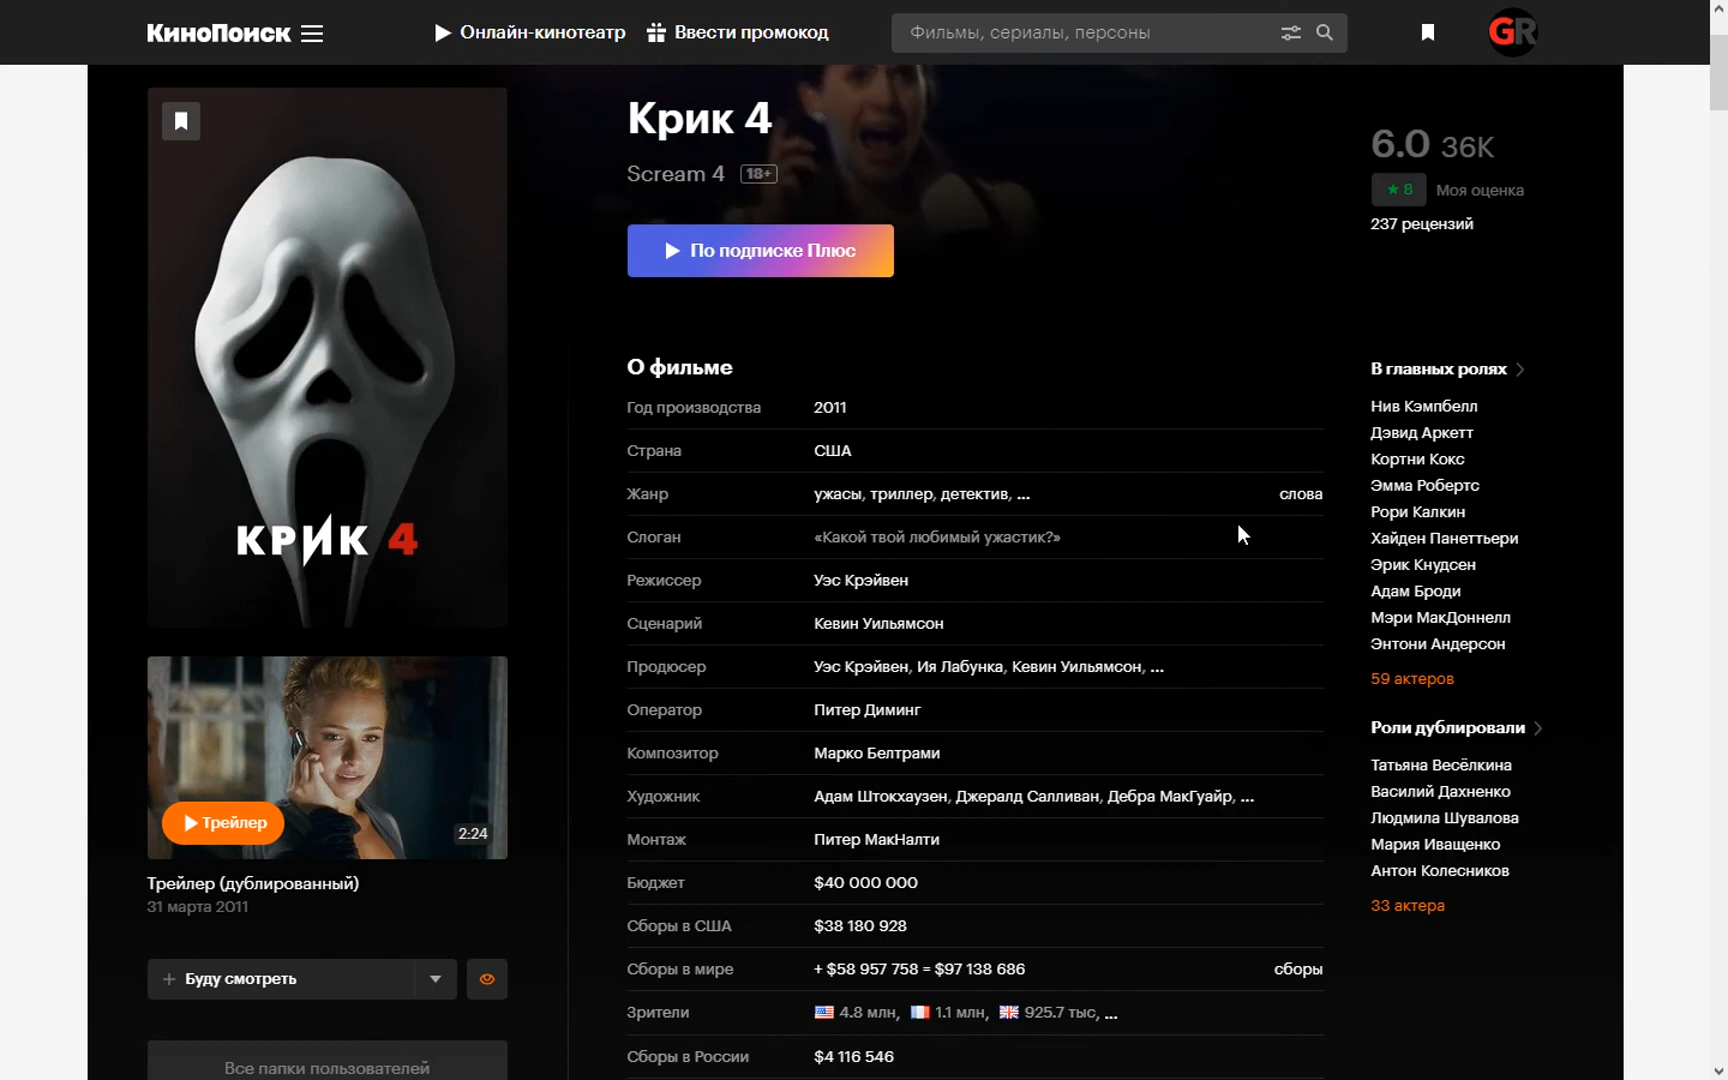 КиноПоиск
Онлайн-кинотеатр
Ввести промокод
Фильмы, сериалы, персоны
GR
Крик 4
Scream 4 18+
По подписке Плюс
6.0 36K
★ 8 Моя оценка
237 рецензий
КРИК 4
Трейлер
2:24
Трейлер (дублированный)
31 марта 2011
+ Буду смотреть
Все папки пользователей
О фильме
Год производства 2011
Страна США
Жанр ужасы, триллер, детектив, ... слова
Слоган «Какой твой любимый ужастик?»
Режиссер Уэс Крэйвен
Сценарий Кевин Уильямсон
Продюсер Уэс Крэйвен, Ия Лабунка, Кевин Уильямсон, ...
Оператор Питер Диминг
Композитор Марко Белтрами
Художник Адам Штокхаузен, Джералд Салливан, Дебра МакГуайр, ...
Монтаж Питер МакНалти
Бюджет $40 000 000
Сборы в США $38 180 928
Сборы в мире + $58 957 758 = $97 138 686 сборы
Зрители 4.8 млн, 1.1 млн, 925.7 тыс, ...
Сборы в России $4 116 546
В главных ролях
Нив Кэмпбелл
Дэвид Аркетт
Кортни Кокс
Эмма Робертс
Рори Калкин
Хайден Панеттьери
Эрик Кнудсен
Адам Броди
Мэри МакДоннелл
Энтони Андерсон
59 актеров
Роли дублировали
Татьяна Весёлкина
Василий Дахненко
Людмила Шувалова
Мария Иващенко
Антон Колесников
33 актера